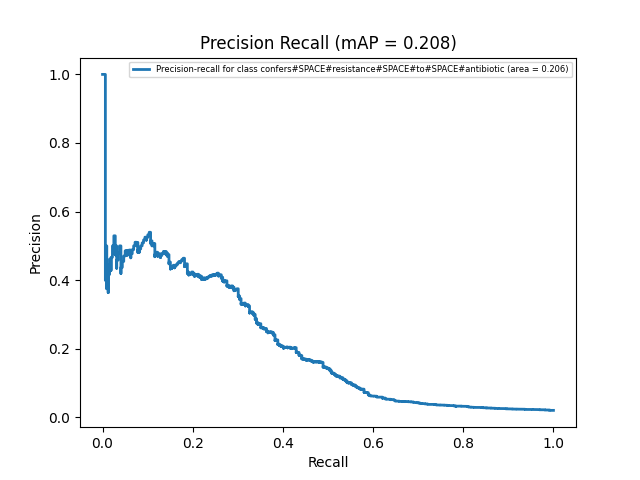 Precision Recall (mAP = 0.208)
Precision-recall for class confers#SPACE#resistance#SPACE#to#SPACE#antibiotic (area = 0.206)
1.0
0.8
0.6
0.4
0.2
0.0
Precision
0.0 0.2 0.4 0.6 0.8 1.0
Recall